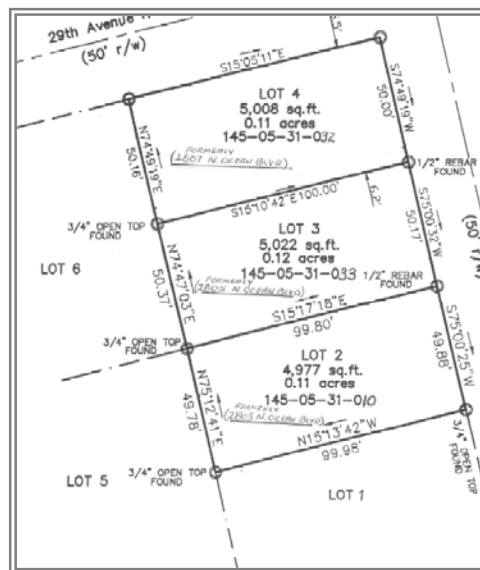 29th Avenue
(50' r/w)
S15°05'11"E
LOT 4
5,008 sq.ft.
0.11 acres
145-05-31-032
FORMERLY
(2807 N. OCEAN BLVD)
S74°49'19"W
50.00'
N74°49'19"E
50.16'
1/2" REBAR
FOUND
S15°10'42"E 100.00'
6.2'
3/4" OPEN TOP
FOUND
LOT 3
5,022 sq.ft.
0.12 acres
145-05-31-033
FORMERLY
(2805 N. OCEAN BLVD)
S75°00'32"W
50.17'
(50' r/w)
1/2" REBAR
FOUND
LOT 6
N74°47'03"E
50.37'
S15°17'18"E
99.80'
3/4" OPEN TOP
FOUND
LOT 2
4,977 sq.ft.
0.11 acres
145-05-31-010
FORMERLY
(2803 N. OCEAN BLVD)
S75°00'25"W
49.88'
N75°12'41"E
49.78'
N15°13'42"W
99.98'
3/4" OPEN TOP
FOUND
3/4" OPEN TOP
FOUND
LOT 5
LOT 1